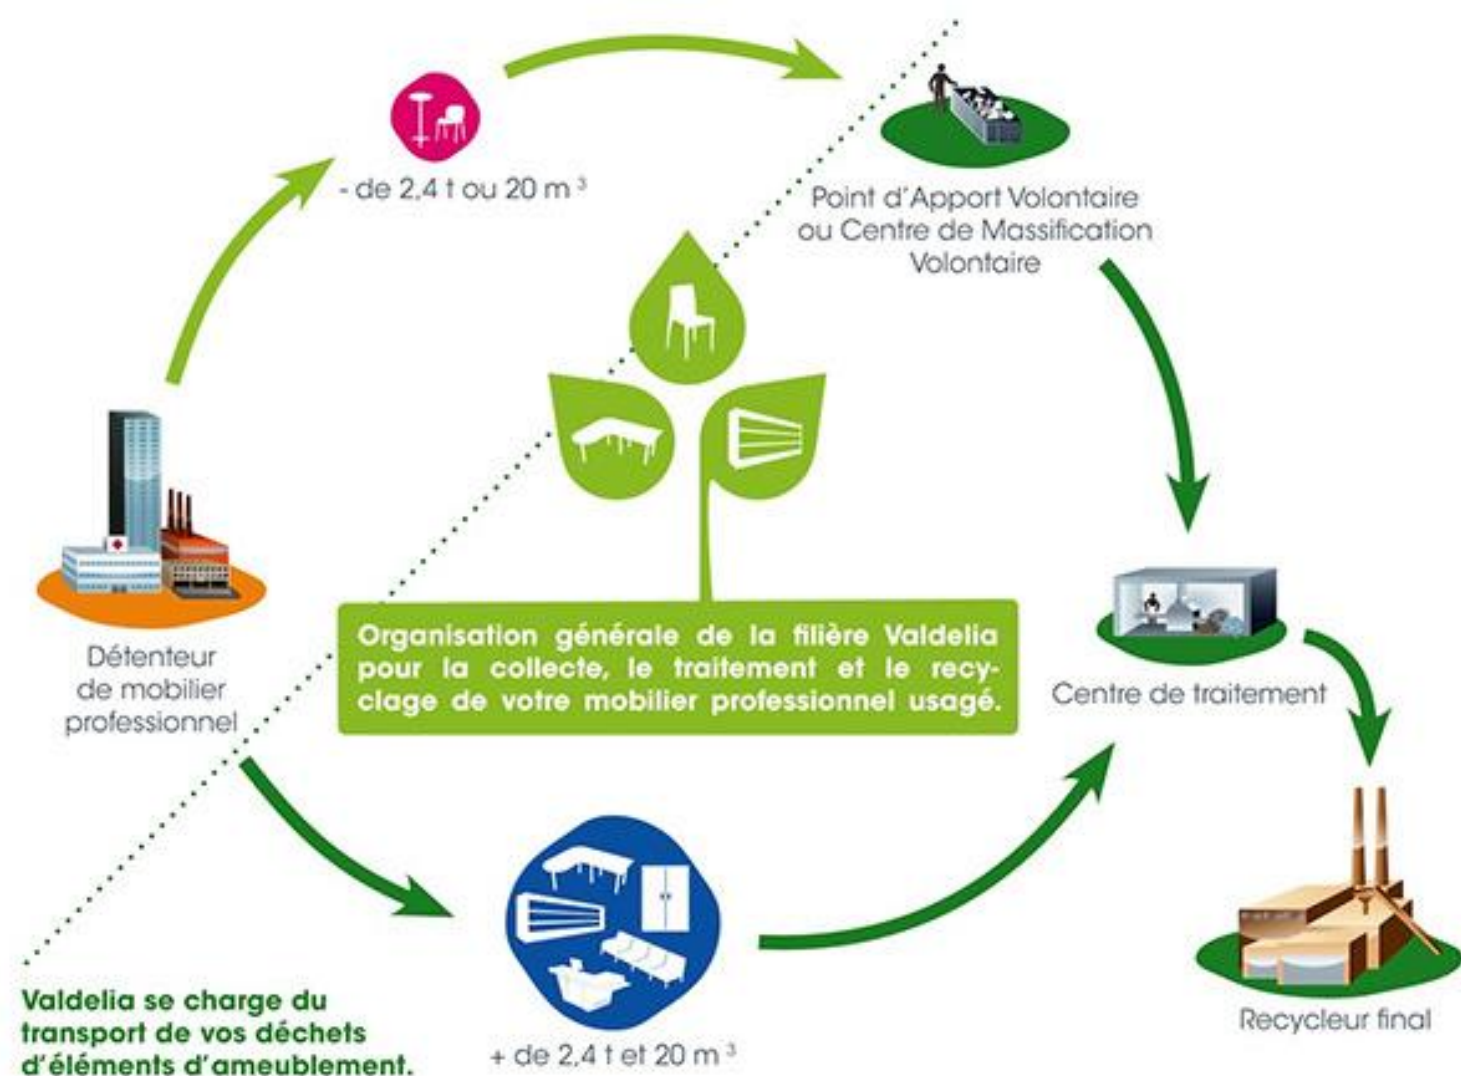 - de 2,4 t ou 20 m ³
Point d'Apport Volontaire
ou Centre de Massification
Volontaire
Détenteur
de mobilier
professionnel
Organisation générale de la filière Valdelia
pour la collecte, le traitement et le recy-
clage de votre mobilier professionnel usagé.
Centre de traitement
Valdelia se charge du
transport de vos déchets
d'éléments d'ameublement.
+ de 2,4 t et 20 m ³
Recycleur final